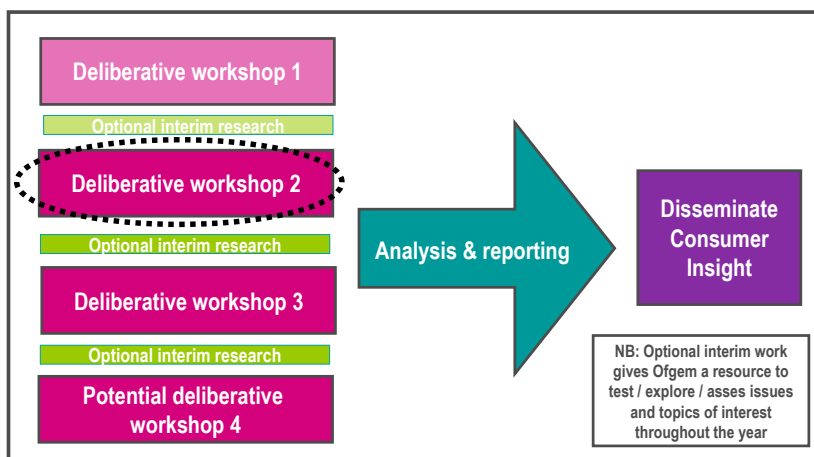 Deliberative workshop 1
Optional interim research
Deliberative workshop 2
Optional interim research
Deliberative workshop 3
Optional interim research
Potential deliberative
workshop 4
Analysis & reporting
Disseminate
Consumer
Insight
NB: Optional interim work
gives Ofgem a resource to
test / explore / asses issues
and topics of interest
throughout the year